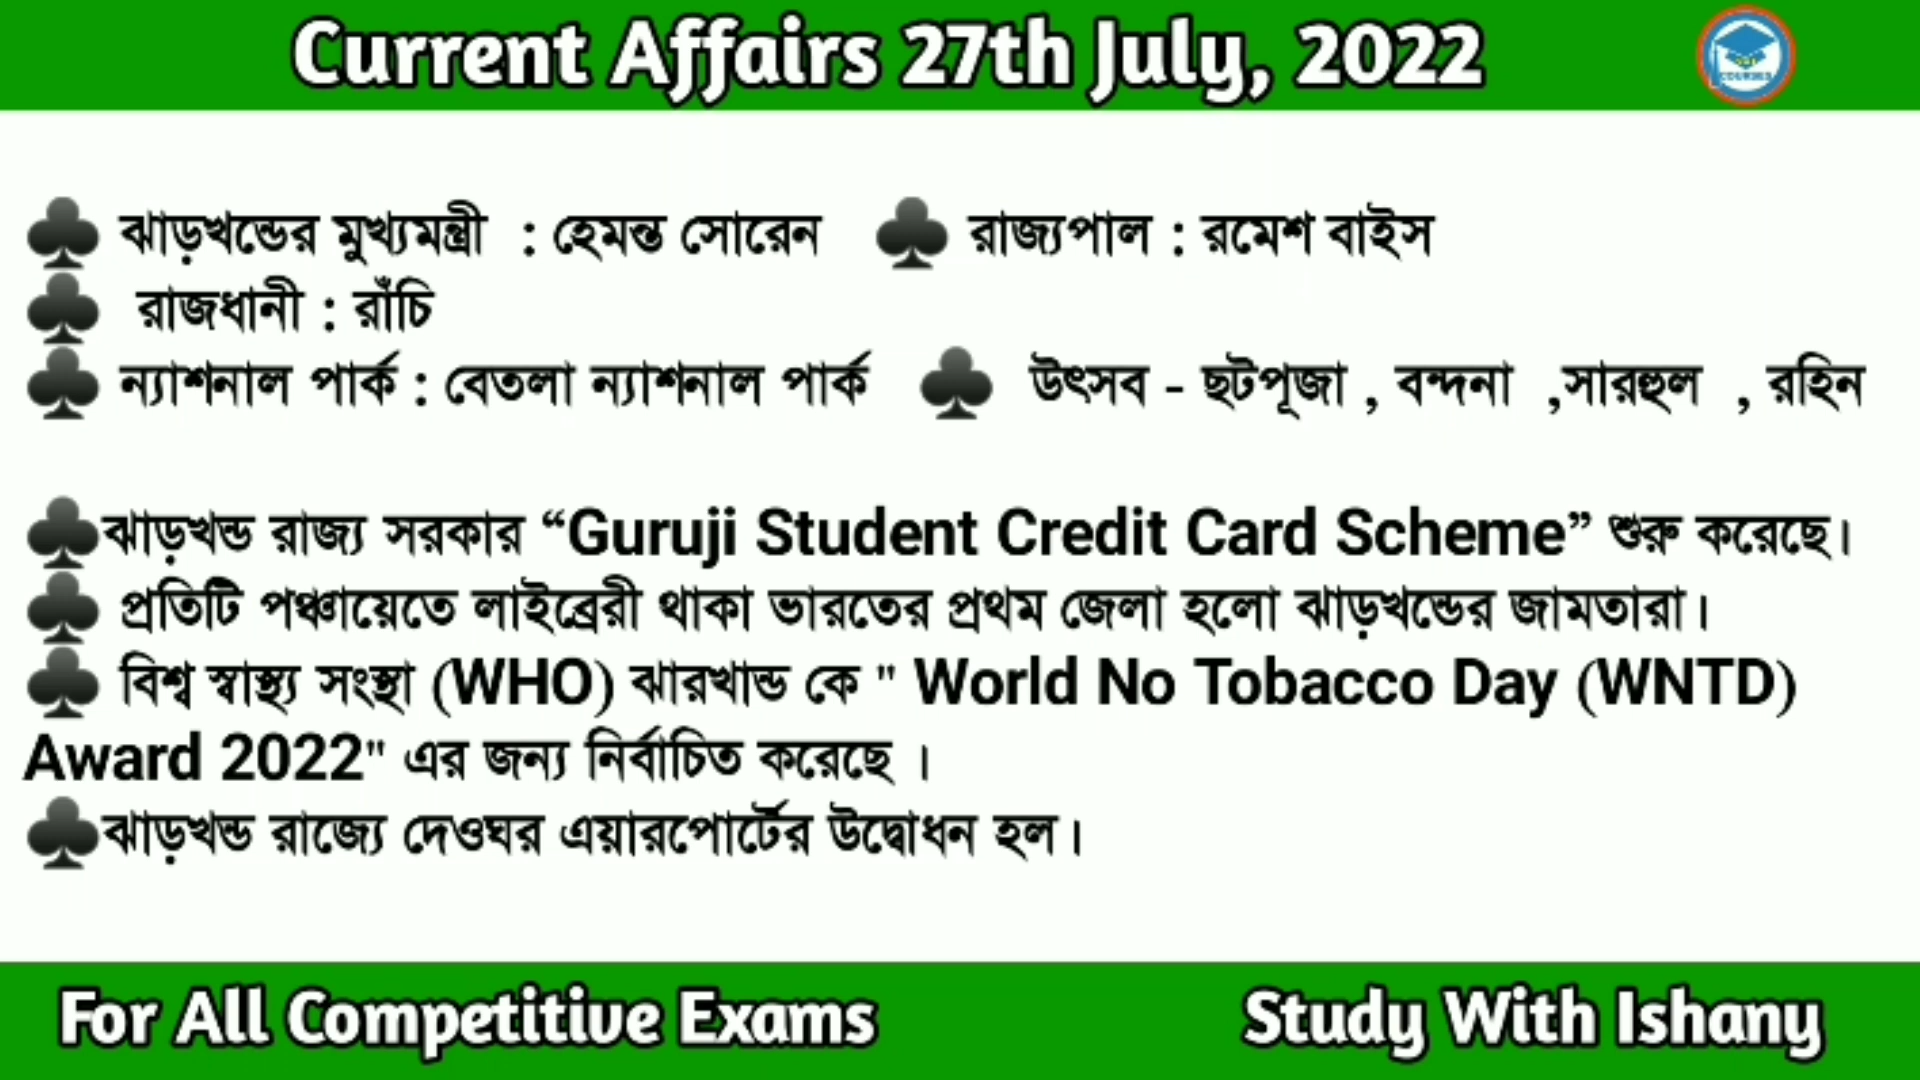 Current Affairs 27th July, 2022
COURSES
♣ ঝাড়খন্ডের মুখ্যমন্ত্রী : হেমন্ত সোরেন ♣ রাজ্যপাল : রমেশ বাইস
♣ রাজধানী : রাঁচি
♣ ন্যাশনাল পার্ক : বেতলা ন্যাশনাল পার্ক ♣ উৎসব - ছটপূজা , বন্দনা ,সারহুল , রহিন
♣ঝাড়খন্ড রাজ্য সরকার “Guruji Student Credit Card Scheme” শুরু করেছে।
♣ প্রতিটি পঞ্চায়েতে লাইব্রেরী থাকা ভারতের প্রথম জেলা হলো ঝাড়খন্ডের জামতারা।
♣ বিশ্ব স্বাস্থ্য সংস্থা (WHO) ঝারখান্ড কে " World No Tobacco Day (WNTD)
Award 2022" এর জন্য নির্বাচিত করেছে ।
♣ঝাড়খন্ড রাজ্যে দেওঘর এয়ারপোর্টের উদ্বোধন হল।
For All Competitive Exams
Study With Ishany